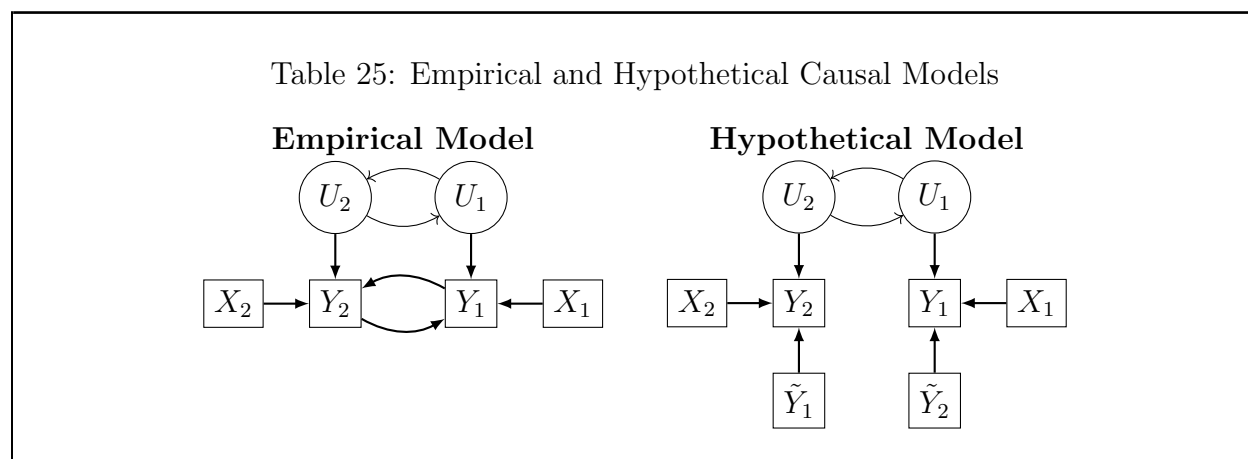 Table 25: Empirical and Hypothetical Causal Models
Empirical Model
U₂ U₁
X₂ Y₂ Y₁ X₁
Hypothetical Model
U₂ U₁
X₂ Y₂ Y₁ X₁
Ỹ₁ Ỹ₂